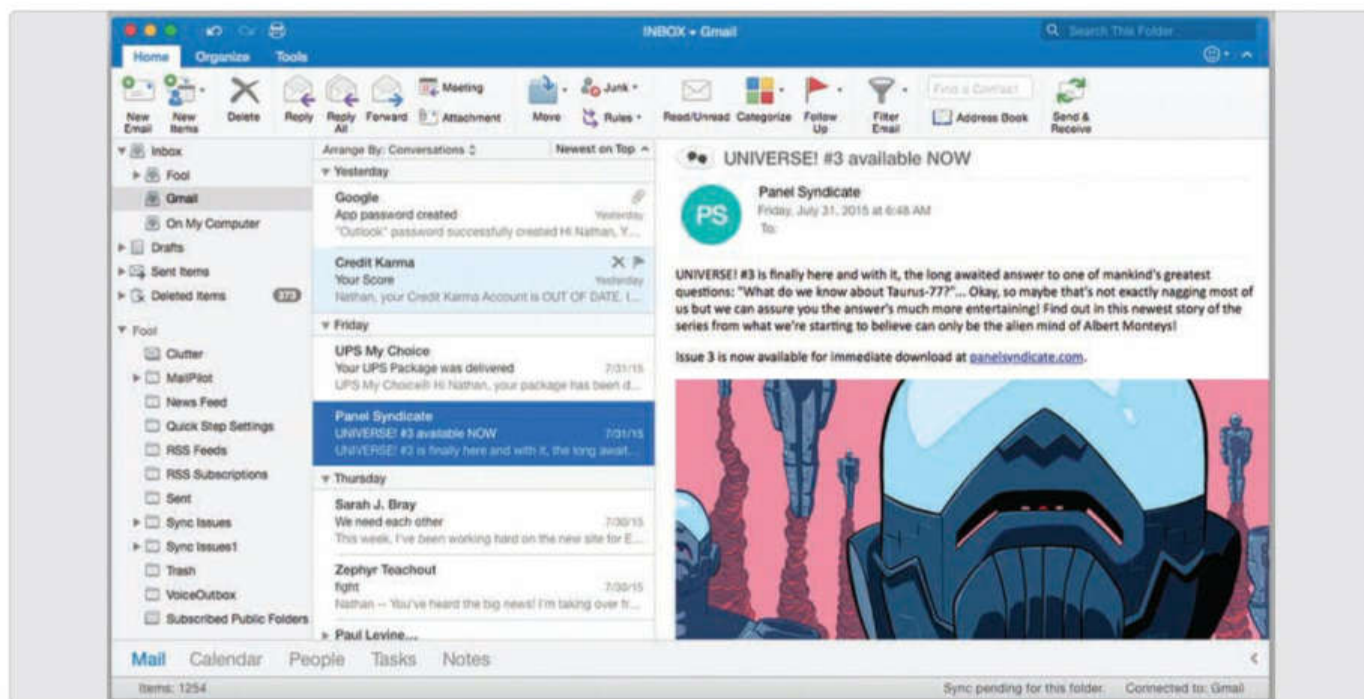 INBOX • Gmail
Search This Folder
Home Organize Tools
New Email
New Items
Delete
Reply
Reply All
Forward
Meeting
Attachment
Move
Junk
Rules
Read/Unread
Categorize
Follow Up
Filter Email
Find a Contact
Address Book
Send & Receive
Inbox
Fool
Gmail
On My Computer
Drafts
Sent Items
Deleted Items 373
Fool
Clutter
MailPilot
News Feed
Quick Step Settings
RSS Feeds
RSS Subscriptions
Sent
Sync Issues
Sync Issues1
Trash
VoiceOutbox
Subscribed Public Folders
Arrange By: Conversations Newest on Top
Yesterday
Google
App password created Yesterday
"Outlook" password successfully created Hi Nathan, Y...
Credit Karma
Your Score Yesterday
Nathan, your Credit Karma Account is OUT OF DATE. I...
Friday
UPS My Choice
Your UPS Package was delivered 7/31/15
UPS My Choice® Hi Nathan, your package has been d...
Panel Syndicate
UNIVERSE! #3 available NOW 7/31/15
UNIVERSE! #3 is finally here and with it, the long await...
Thursday
Sarah J. Bray
We need each other 7/30/15
This week, I've been working hard on the new site for E...
Zephyr Teachout
fight 7/30/15
Nathan -- You've heard the big news! I'm taking over fr...
Paul Levine...
UNIVERSE! #3 available NOW
PS
Panel Syndicate
Friday, July 31, 2015 at 6:48 AM
To:
UNIVERSE! #3 is finally here and with it, the long awaited answer to one of mankind's greatest
questions: "What do we know about Taurus-77?"... Okay, so maybe that's not exactly nagging most of
us but we can assure you the answer's much more entertaining! Find out in this newest story of the
series from what we're starting to believe can only be the alien mind of Albert Monteys!
Issue 3 is now available for immediate download at panelsyndicate.com.
Mail Calendar People Tasks Notes
Items: 1254
Sync pending for this folder. Connected to: Gmail